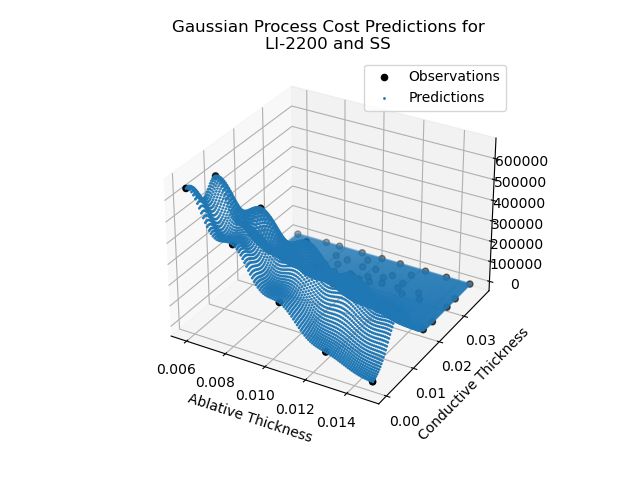 Gaussian Process Cost Predictions for
LI-2200 and SS
Observations
Predictions
600000
500000
400000
300000
200000
100000
0
0.03
0.02
0.01
0.00
Conductive Thickness
0.006
0.008
0.010
0.012
0.014
Ablative Thickness